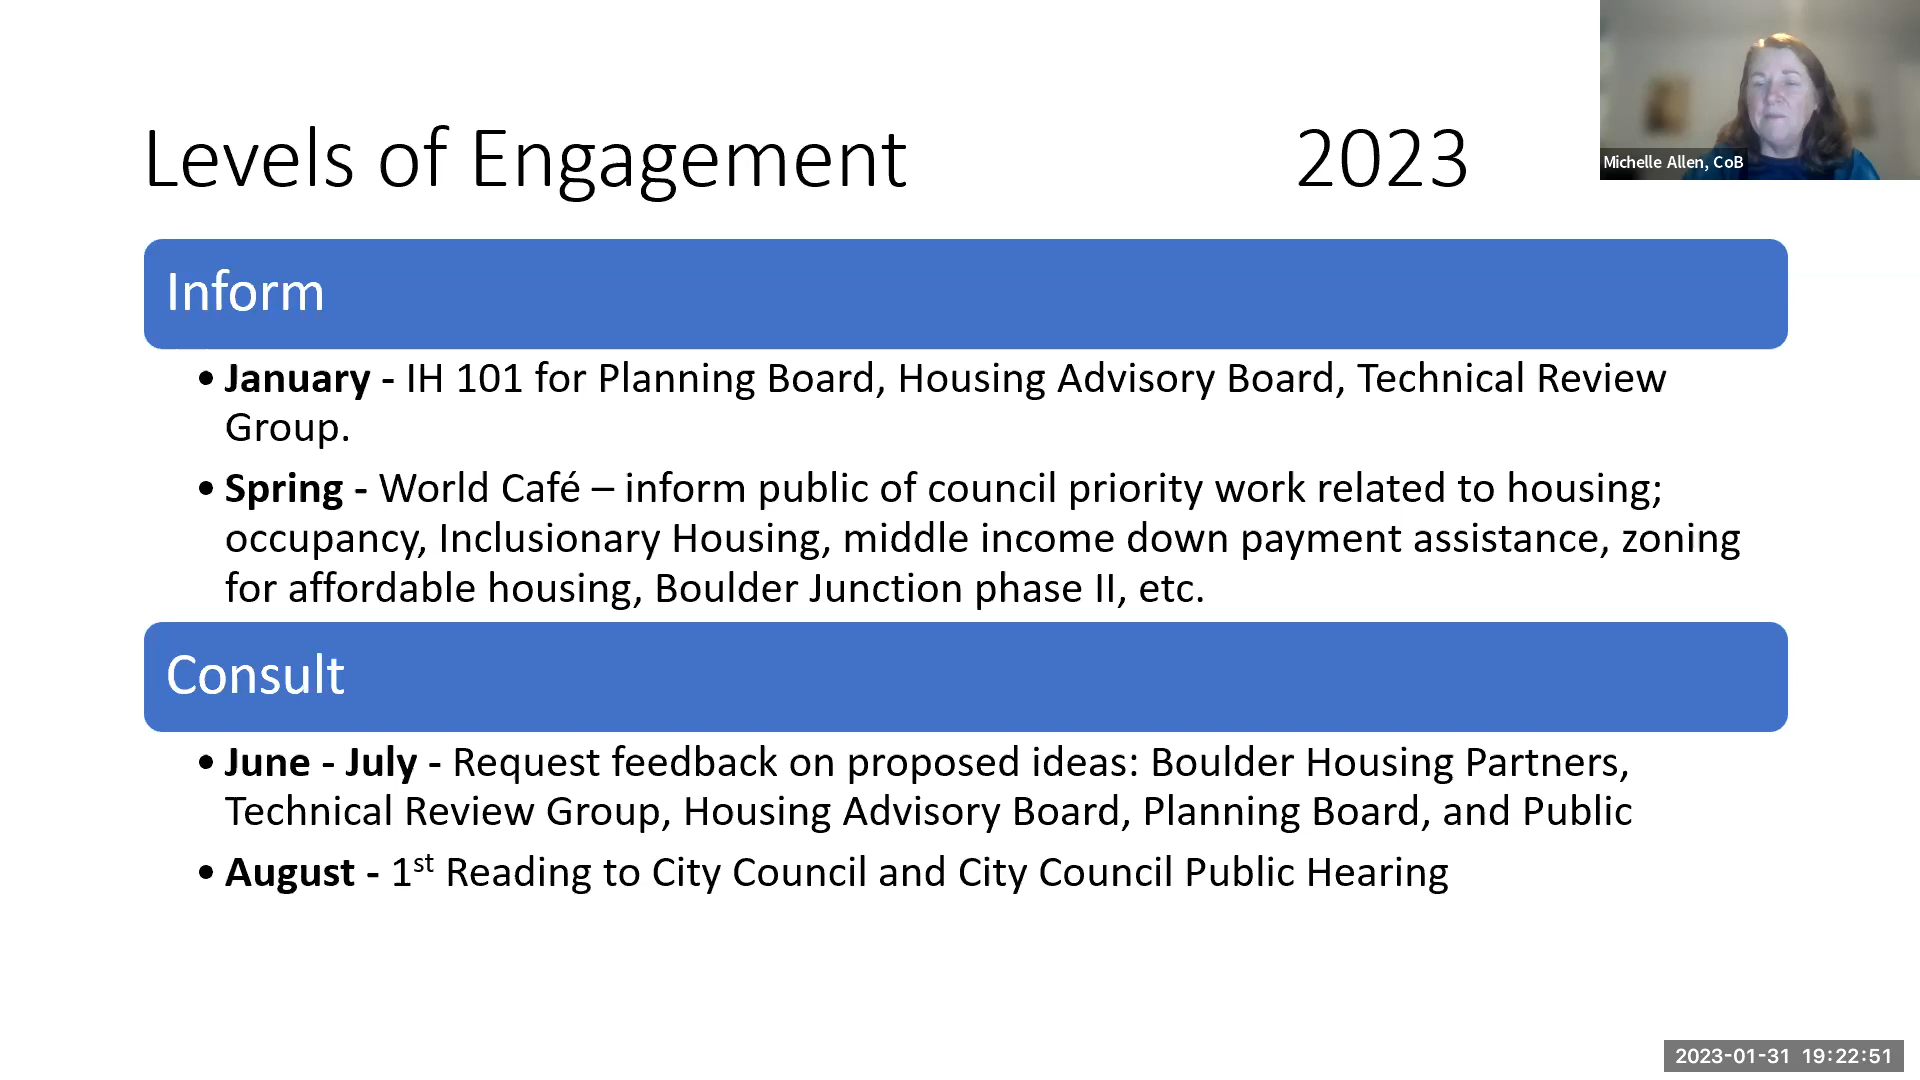 Levels of Engagement 2023
Michelle Allen, CoB
Inform
• January - IH 101 for Planning Board, Housing Advisory Board, Technical Review
Group.
• Spring - World Café – inform public of council priority work related to housing;
occupancy, Inclusionary Housing, middle income down payment assistance, zoning
for affordable housing, Boulder Junction phase II, etc.
Consult
• June - July - Request feedback on proposed ideas: Boulder Housing Partners,
Technical Review Group, Housing Advisory Board, Planning Board, and Public
• August - 1st Reading to City Council and City Council Public Hearing
2023-01-31 19:22:51